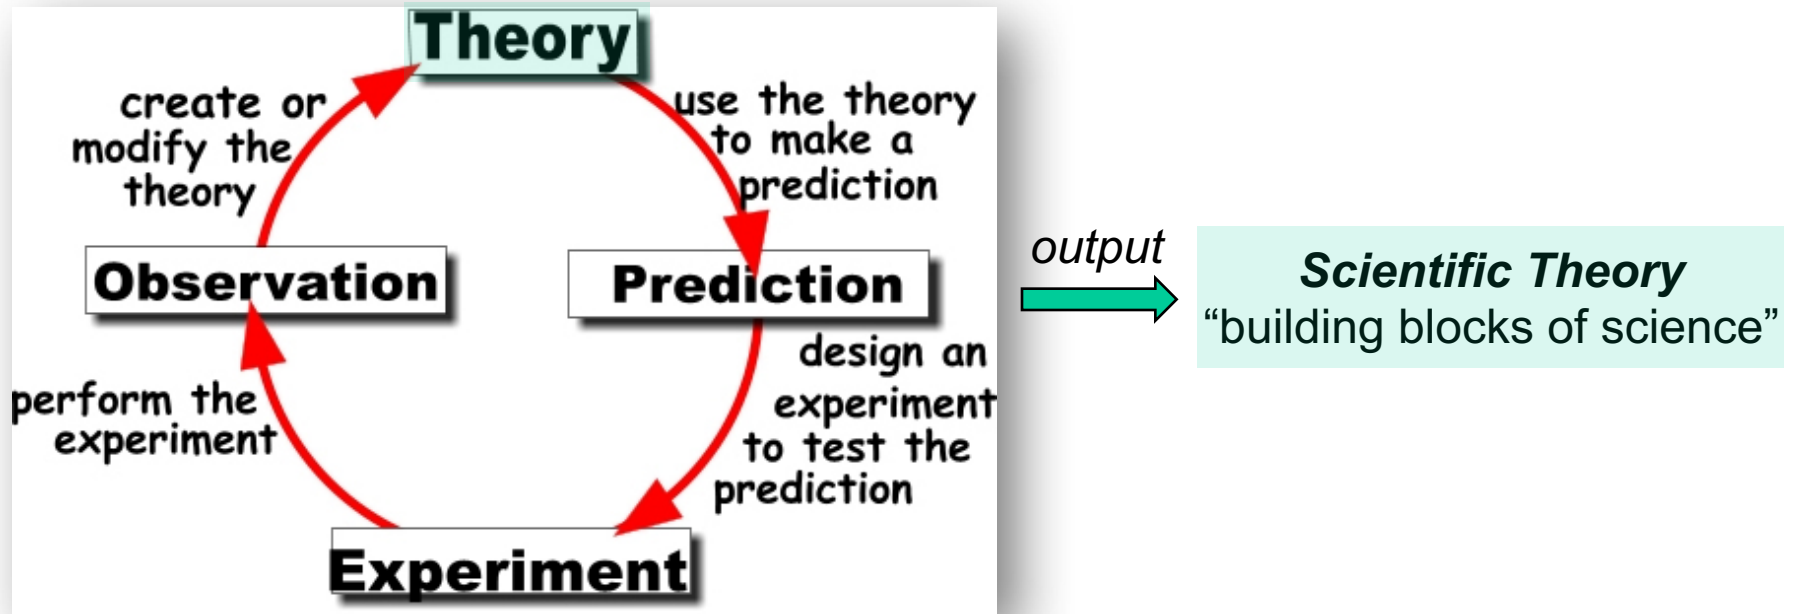 Theory
create or
modify the
theory
use the theory
to make a
prediction
Observation
Prediction
perform the
experiment
design an
experiment
to test the
prediction
Experiment
output
Scientific Theory
“building blocks of science”